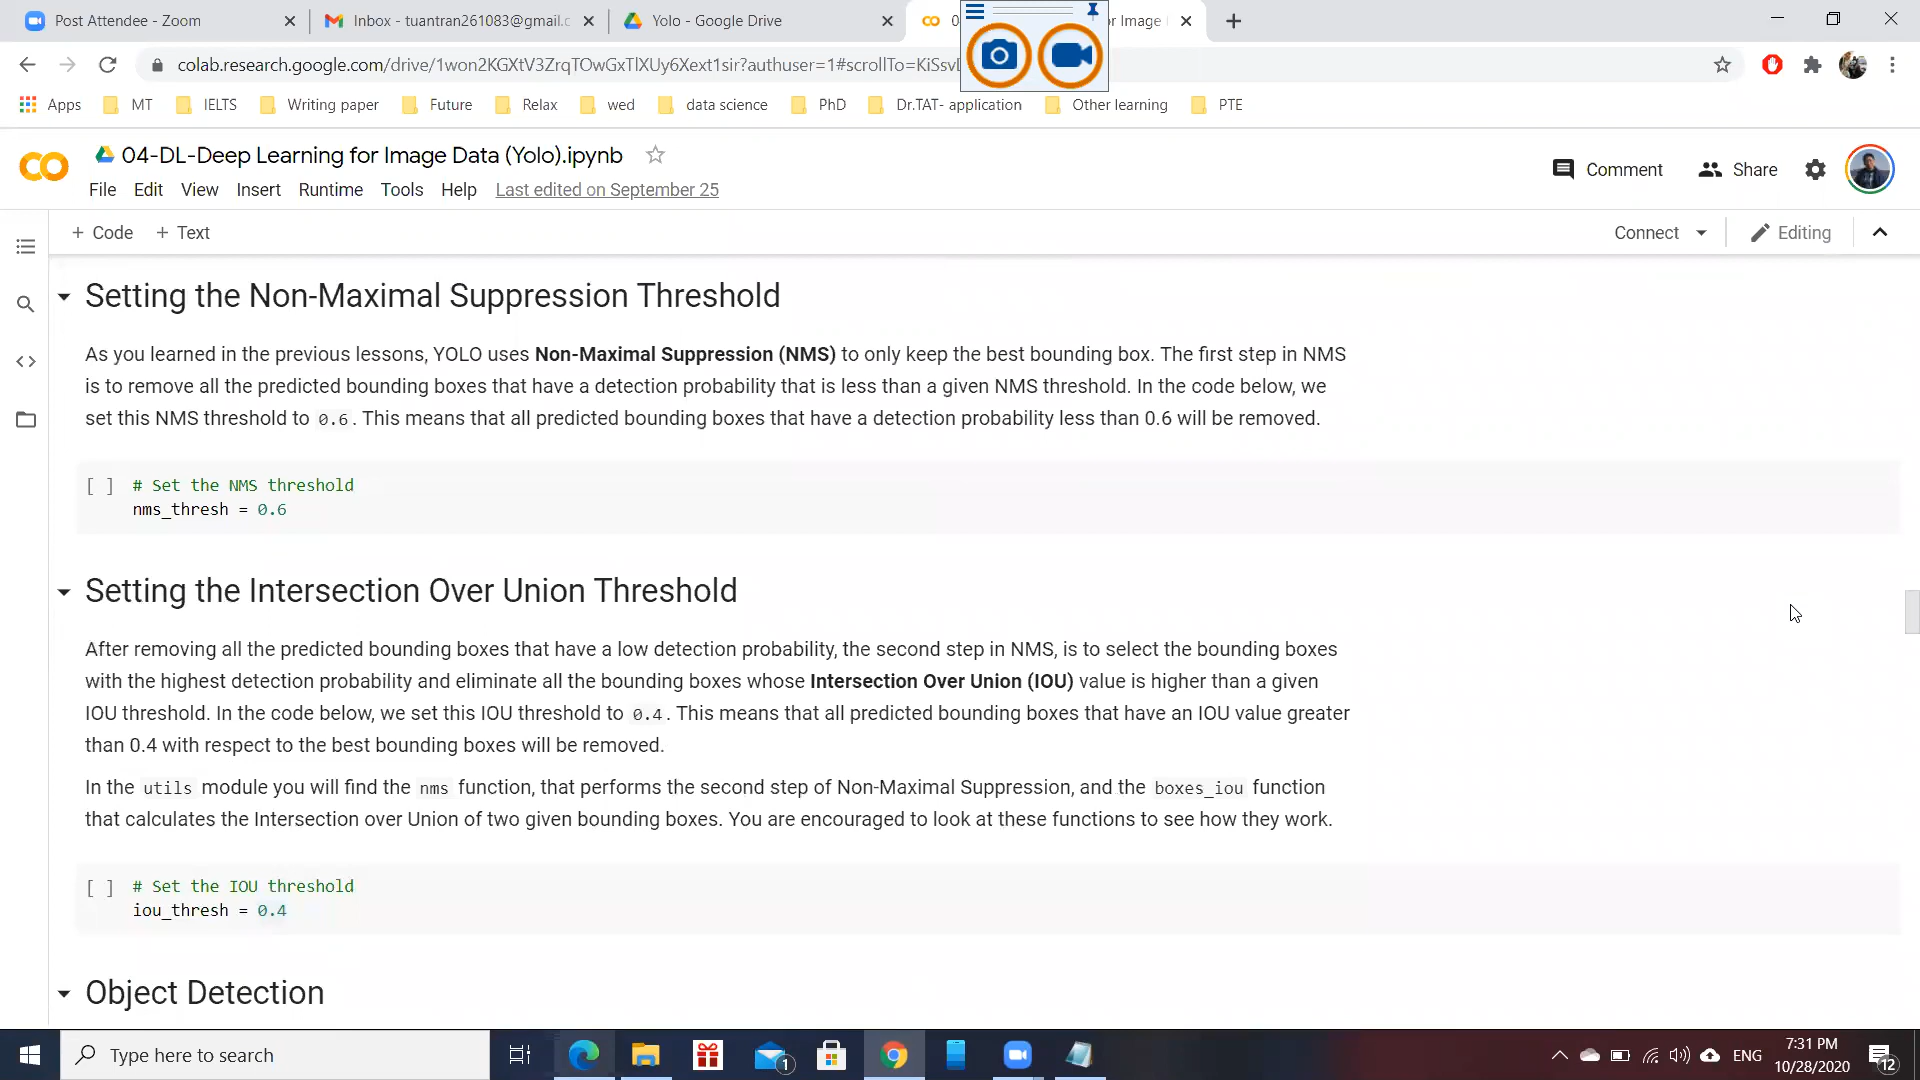 Post Attendee - Zoom
Inbox - tuantran261083@gmail.c
Yolo - Google Drive
or Image
colab.research.google.com/drive/1won2KGXtV3ZrqTOwGxTlXUy6Xext1sir?authuser=1#scrollTo=KiSsv
Apps MT IELTS Writing paper Future Relax wed data science PhD Dr.TAT- application Other learning PTE
04-DL-Deep Learning for Image Data (Yolo).ipynb
File Edit View Insert Runtime Tools Help Last edited on September 25
Comment Share
+ Code + Text
Connect Editing
Setting the Non-Maximal Suppression Threshold
As you learned in the previous lessons, YOLO uses Non-Maximal Suppression (NMS) to only keep the best bounding box. The first step in NMS
is to remove all the predicted bounding boxes that have a detection probability that is less than a given NMS threshold. In the code below, we
set this NMS threshold to 0.6. This means that all predicted bounding boxes that have a detection probability less than 0.6 will be removed.
[ ] # Set the NMS threshold
nms_thresh = 0.6
Setting the Intersection Over Union Threshold
After removing all the predicted bounding boxes that have a low detection probability, the second step in NMS, is to select the bounding boxes
with the highest detection probability and eliminate all the bounding boxes whose Intersection Over Union (IOU) value is higher than a given
IOU threshold. In the code below, we set this IOU threshold to 0.4. This means that all predicted bounding boxes that have an IOU value greater
than 0.4 with respect to the best bounding boxes will be removed.
In the utils module you will find the nms function, that performs the second step of Non-Maximal Suppression, and the boxes_iou function
that calculates the Intersection over Union of two given bounding boxes. You are encouraged to look at these functions to see how they work.
[ ] # Set the IOU threshold
iou_thresh = 0.4
Object Detection
Type here to search
1
ENG
7:31 PM
10/28/2020
12